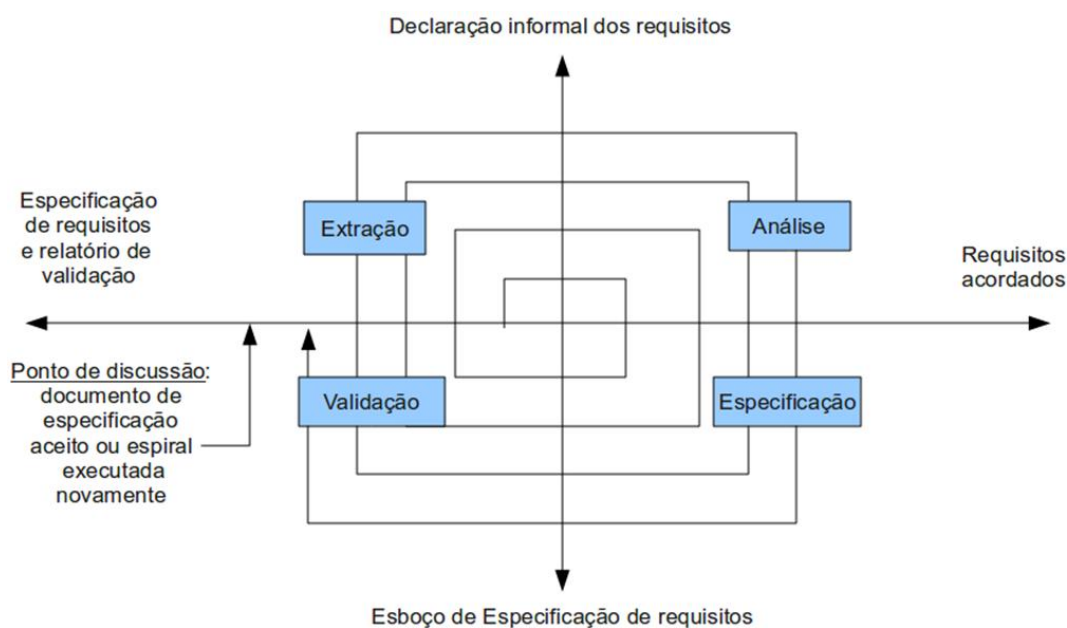 Declaração informal dos requisitos
Especificação
de requisitos
e relatório de
validação
Extração
Análise
Requisitos
acordados
Ponto de discussão:
documento de
especificação
aceito ou espiral
executada
novamente
Validação
Especificação
Esboço de Especificação de requisitos